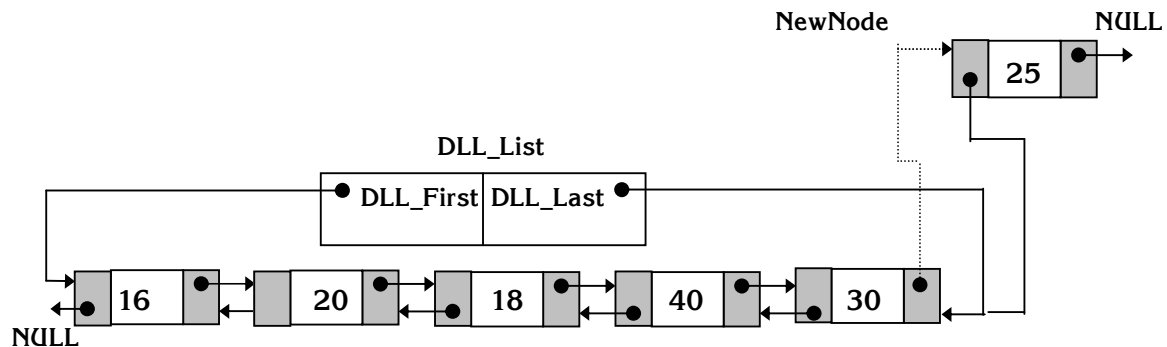 NewNode
NULL
25
DLL_List
DLL_First
DLL_Last
16
20
18
40
30
NULL